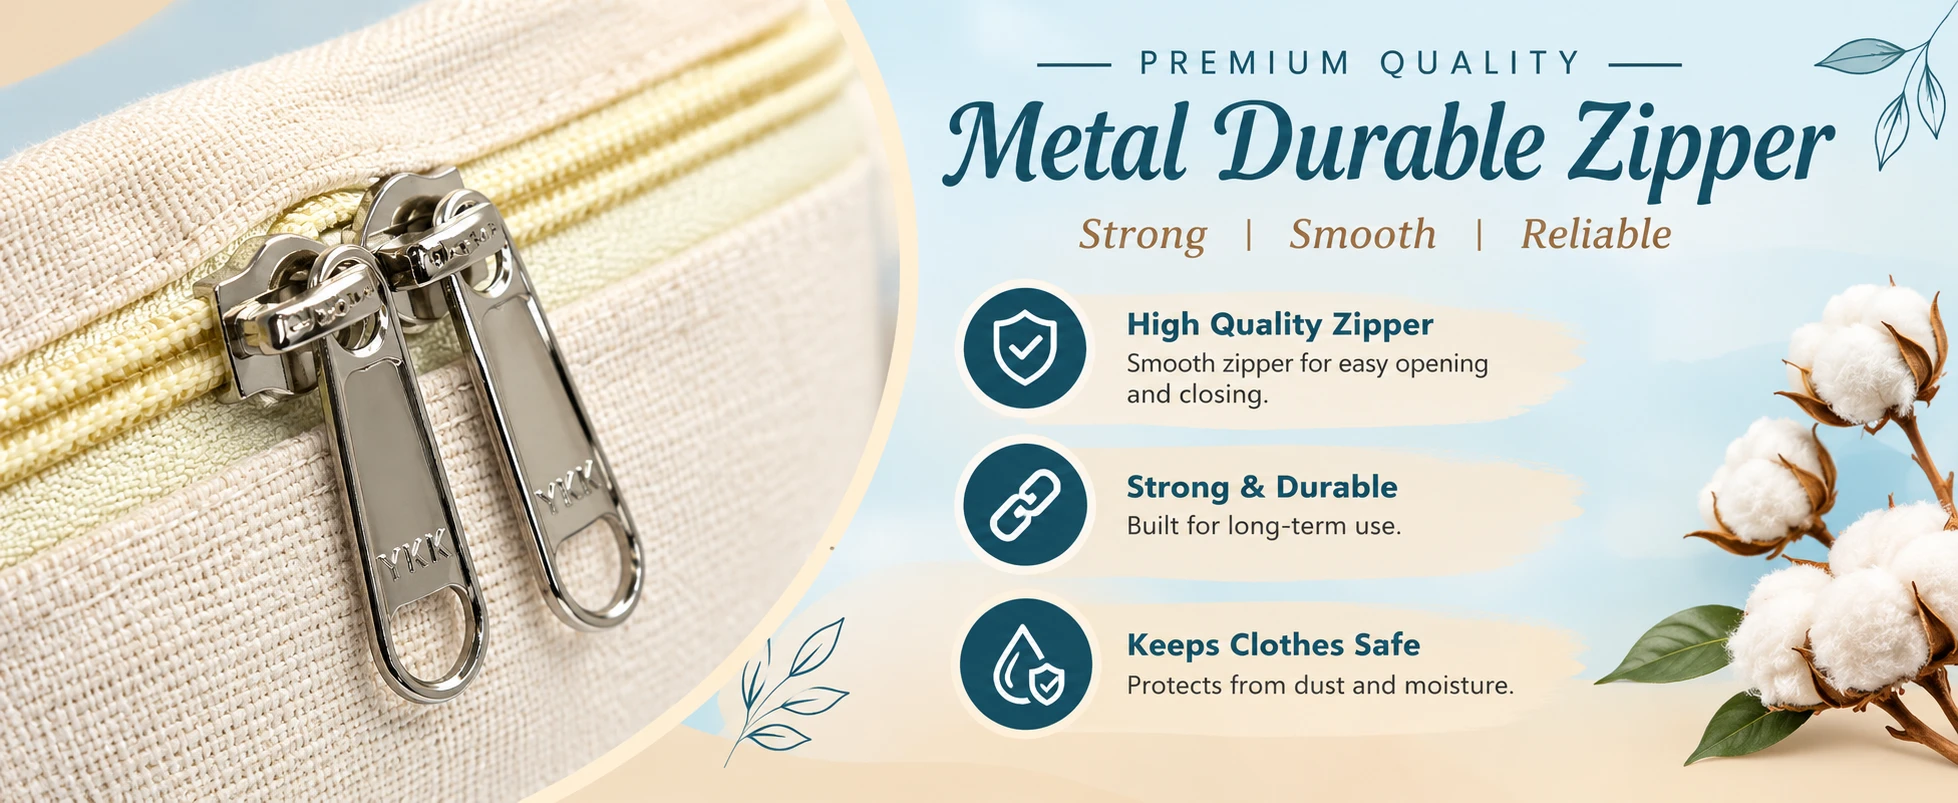 PREMIUM QUALITY
Metal Durable Zipper
Strong | Smooth | Reliable
High Quality Zipper
Smooth zipper for easy opening
and closing.
Strong & Durable
Built for long-term use.
Keeps Clothes Safe
Protects from dust and moisture.
YKK
YKK